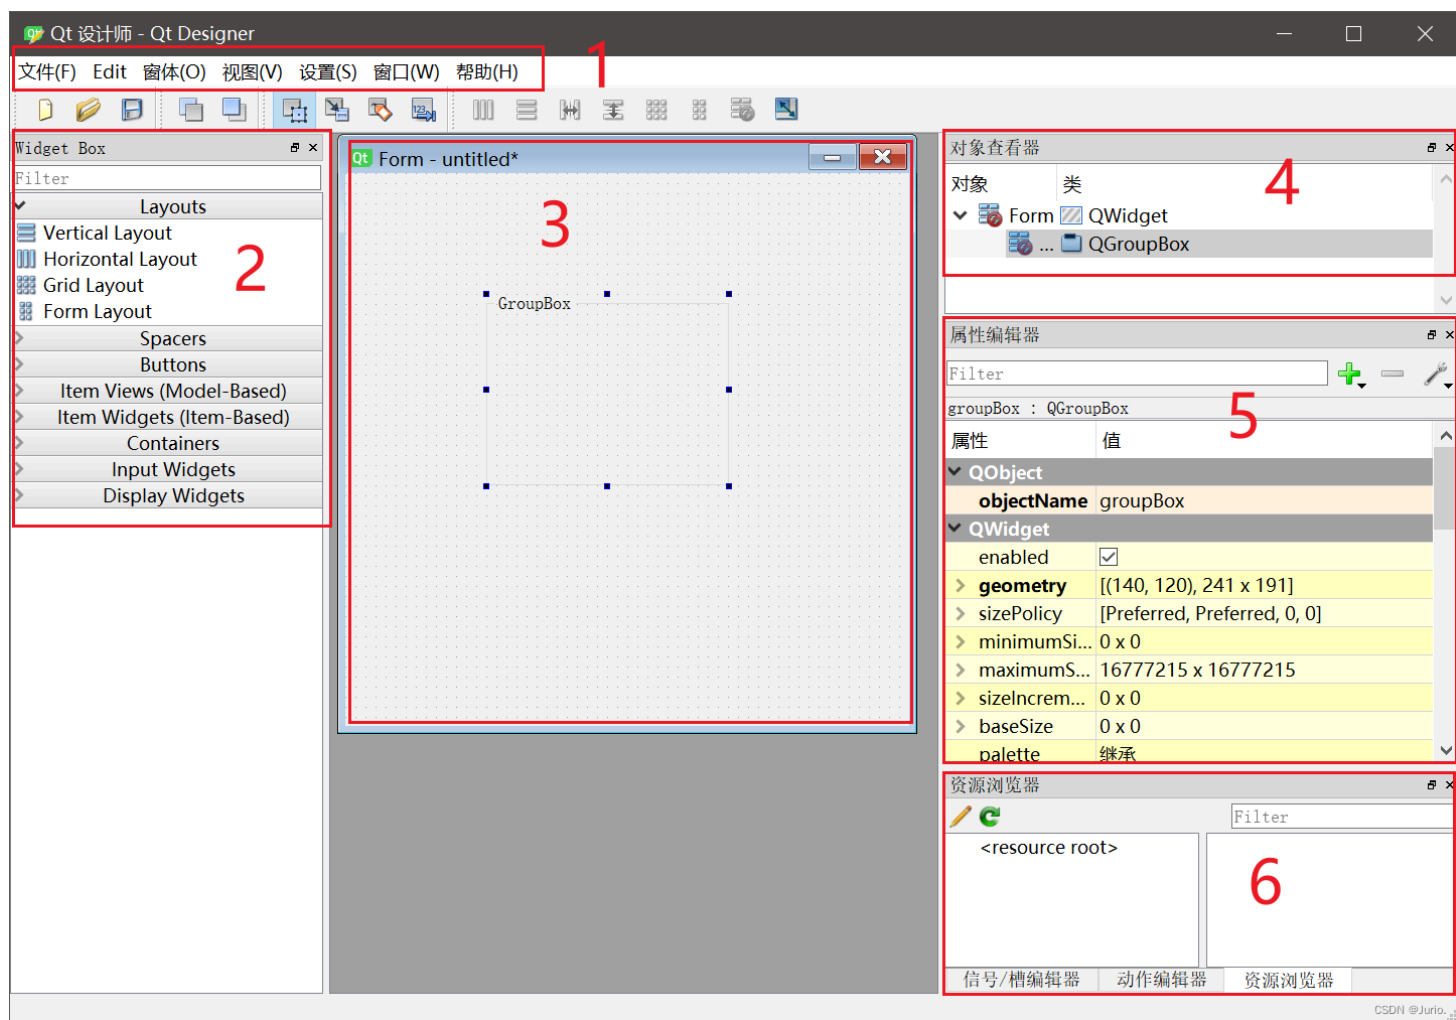 Qt 设计师 - Qt Designer
文件(F) Edit 窗体(O) 视图(V) 设置(S) 窗口(W) 帮助(H)
1
Widget Box
Filter
Layouts
Vertical Layout
Horizontal Layout
Grid Layout
Form Layout
Spacers
Buttons
Item Views (Model-Based)
Item Widgets (Item-Based)
Containers
Input Widgets
Display Widgets
2
Qt Form - untitled*
3
GroupBox
对象查看器
4
对象 类
Form QWidget
... QGroupBox
属性编辑器
Filter
groupBox : QGroupBox
5
属性 值
QObject
objectName groupBox
QWidget
enabled
geometry [(140, 120), 241 x 191]
sizePolicy [Preferred, Preferred, 0, 0]
minimumSi... 0 x 0
maximumS... 16777215 x 16777215
sizeIncrem... 0 x 0
baseSize 0 x 0
palette 继承
资源浏览器
Filter
<resource root>
6
信号/槽编辑器 动作编辑器 资源浏览器
CSDN @Jurio.